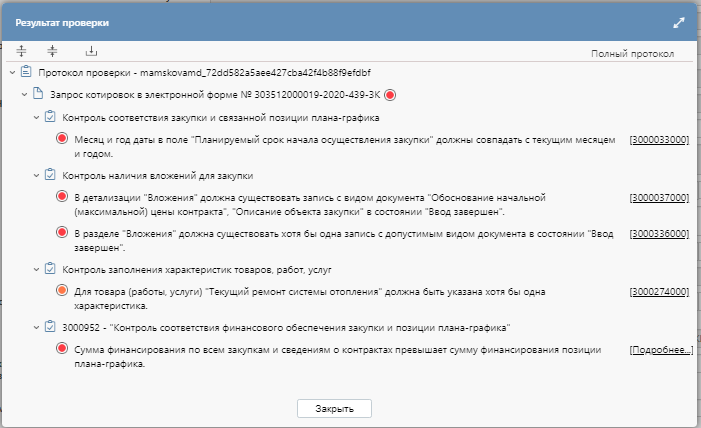 Результат проверки
Полный протокол
Протокол проверки - mamskovamd_72dd582a5aee427cba42f4b88f9efdbf
Запрос котировок в электронной форме № 303512000019-2020-439-ЗК
Контроль соответствия закупки и связанной позиции плана-графика
Месяц и год даты в поле "Планируемый срок начала осуществления закупки" должны совпадать с текущим месяцем [3000033000]
и годом.
Контроль наличия вложений для закупки
В детализации "Вложения" должна существовать запись с видом документа "Обоснование начальной [3000037000]
(максимальной) цены контракта", "Описание объекта закупки" в состоянии "Ввод завершен".
В разделе "Вложения" должна существовать хотя бы одна запись с допустимым видом документа в состоянии "Ввод [3000336000]
завершен".
Контроль заполнения характеристик товаров, работ, услуг
Для товара (работы, услуги) "Текущий ремонт системы отопления" должна быть указана хотя бы одна [3000274000]
характеристика.
3000952 - "Контроль соответствия финансового обеспечения закупки и позиции плана-графика"
Сумма финансирования по всем закупкам и сведениям о контрактах превышает сумму финансирования позиции [Подробнее...]
плана-графика.
Закрыть